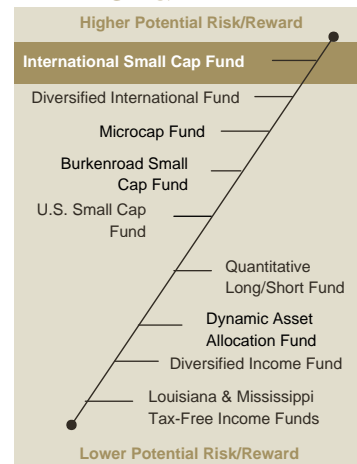 Higher Potential Risk/Reward
International Small Cap Fund
Diversified International Fund
Microcap Fund
Burkenroad Small
Cap Fund
U.S. Small Cap
Fund
Quantitative
Long/Short Fund
Dynamic Asset
Allocation Fund
Diversified Income Fund
Louisiana & Mississippi
Tax-Free Income Funds
Lower Potential Risk/Reward